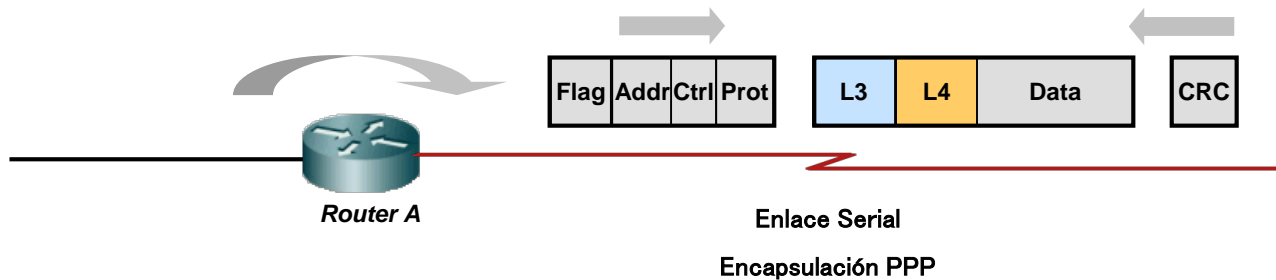 Flag Addr Ctrl Prot L3 L4 Data CRC
Router A
Enlace Serial
Encapsulación PPP